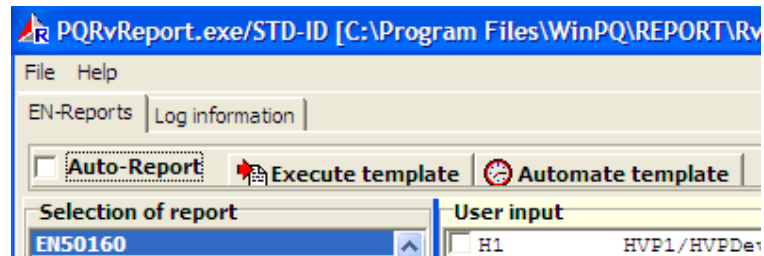 PQRvReport.exe/STD-ID [C:\Program Files\WinPQ\REPORT\Rv
File Help
EN-Reports Log information
Auto-Report Execute template Automate template
Selection of report User input
EN50160 H1 HVP1/HVPDev